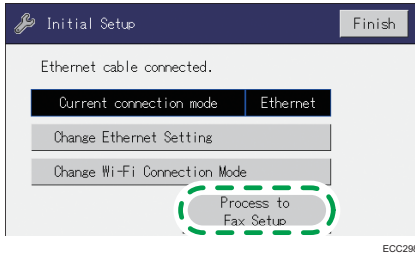 Initial Setup
Finish
Ethernet cable connected.
Current connection mode Ethernet
Change Ethernet Setting
Change Wi-Fi Connection Mode
Process to
Fax Setup
ECC298